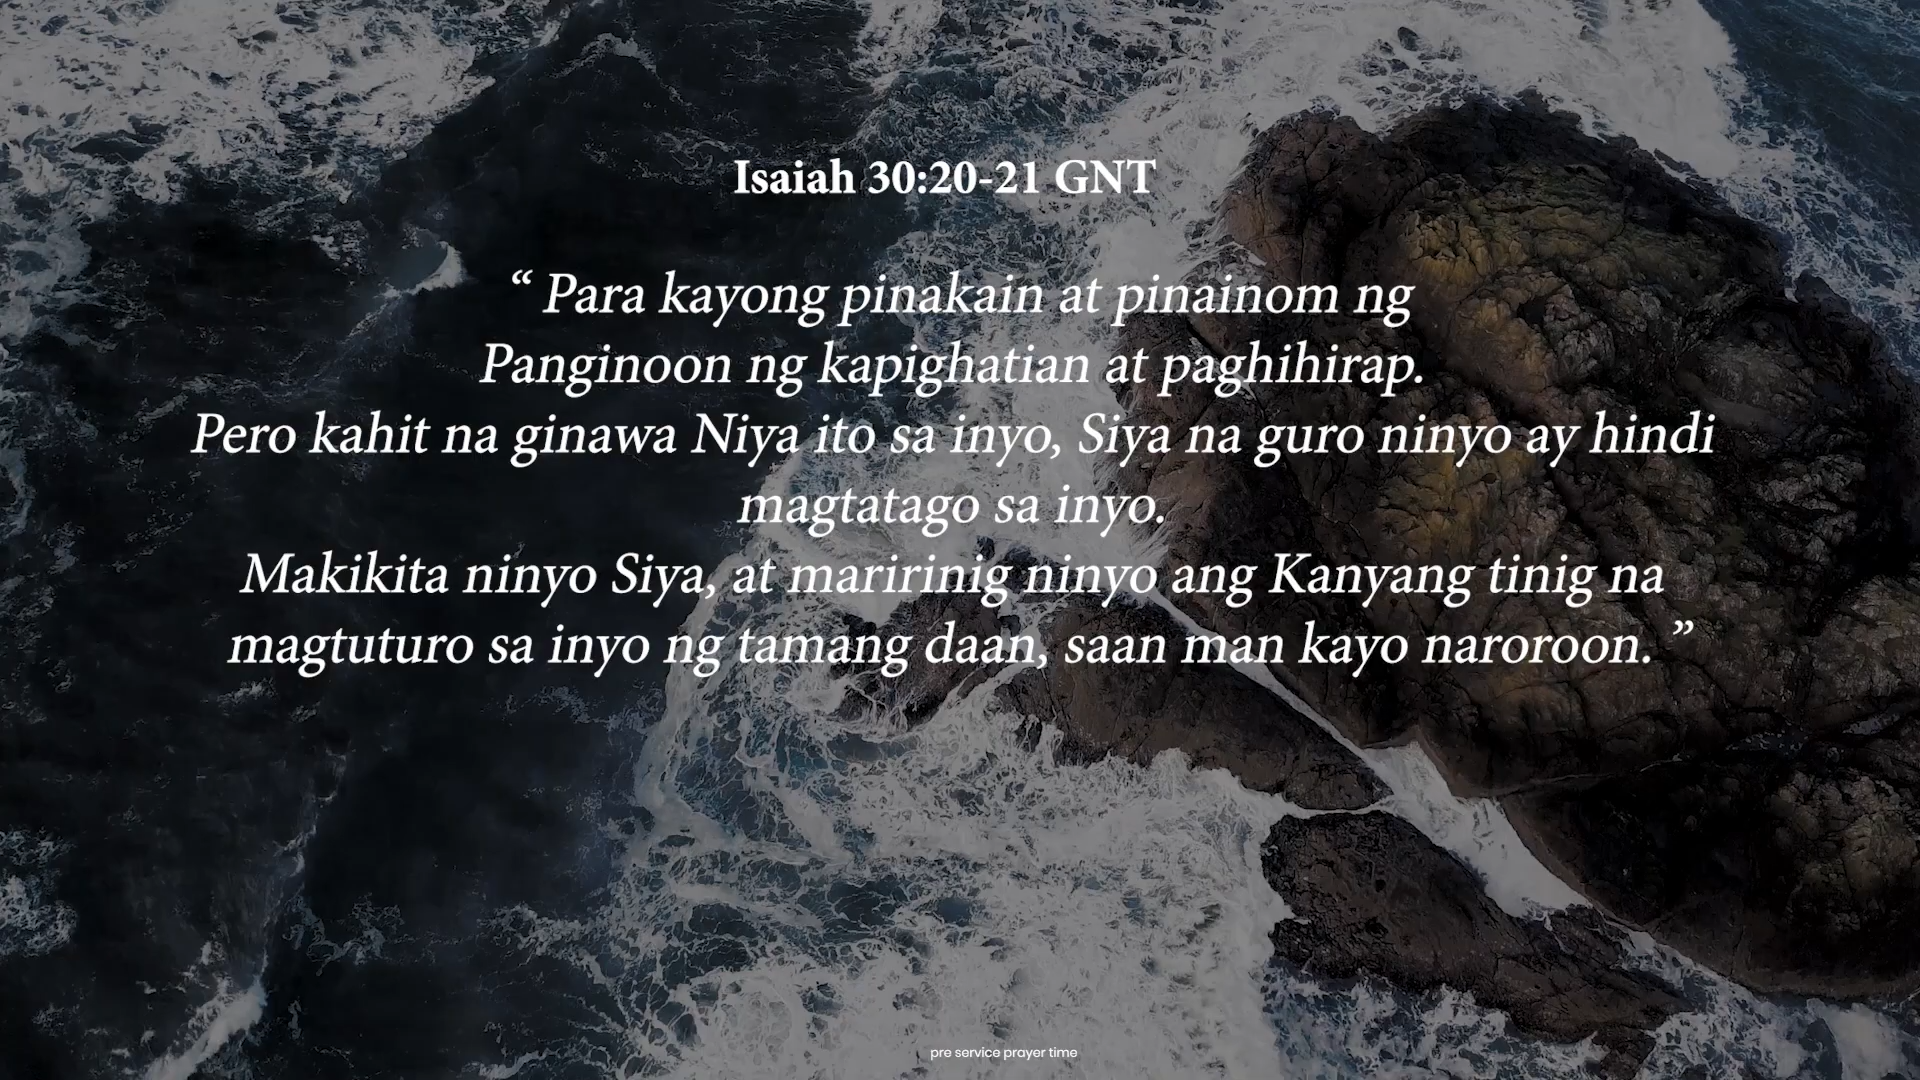 Isaiah 30:20-21 GNT
“ Para kayong pinakain at pinainom ng
Panginoon ng kapighatian at paghihirap.
Pero kahit na ginawa Niya ito sa inyo, Siya na guro ninyo ay hindi
magtatago sa inyo.
Makikita ninyo Siya, at maririnig ninyo ang Kanyang tinig na
magtuturo sa inyo ng tamang daan, saan man kayo naroroon. ”
pre service prayer time